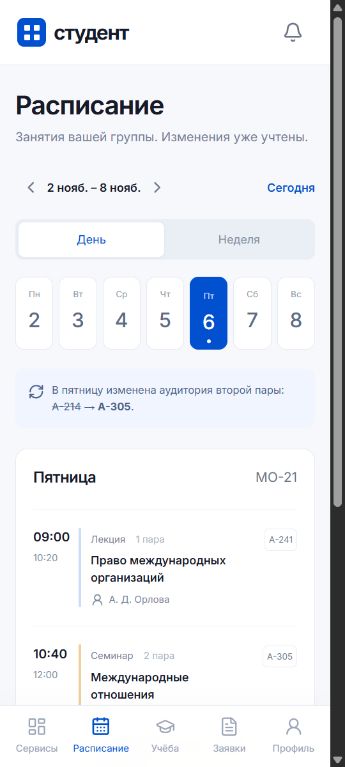 студент
Расписание
Занятия вашей группы. Изменения уже учтены.
2 нояб. – 8 нояб. Сегодня
День Неделя
Пн Вт Ср Чт Пт Сб Вс
2 3 4 5 6 7 8
В пятницу изменена аудитория второй пары:
А-214 → А-305.
Пятница МО-21
09:00 Лекция 1 пара А-241
10:20 Право международных
организаций
А. Д. Орлова
10:40 Семинар 2 пара А-305
12:00 Международные
отношения
Сервисы Расписание Учёба Заявки Профиль